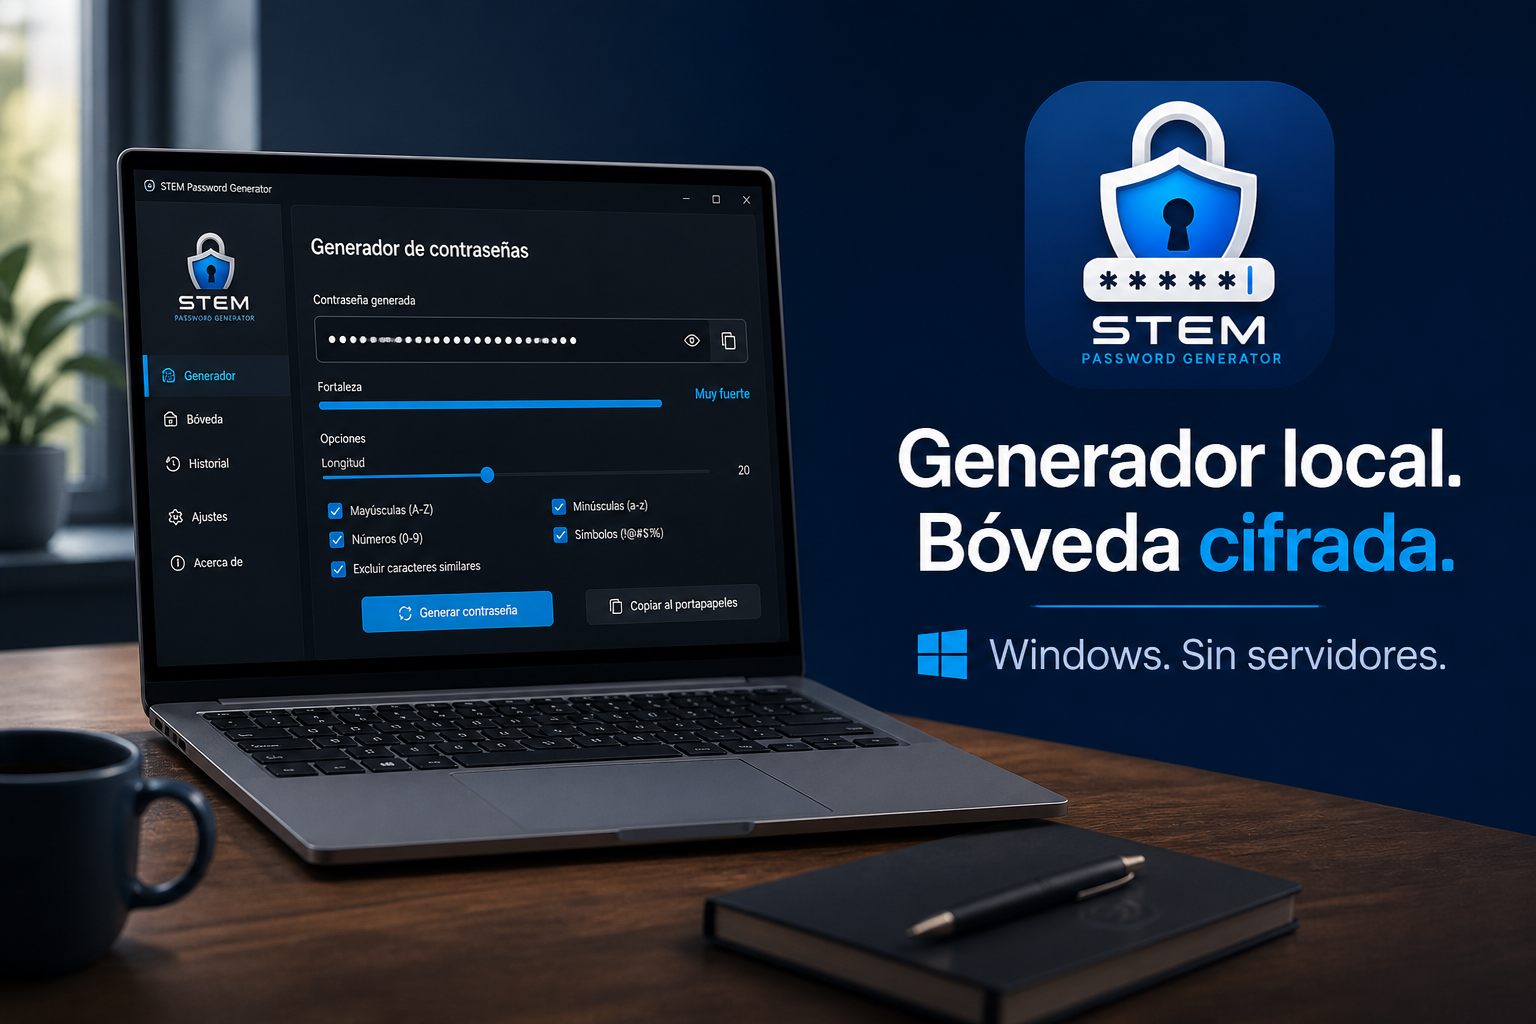 STEM Password Generator
STEM
PASSWORD GENERATOR
Generador
Bóveda
Historial
Ajustes
Acerca de
Generador de contraseñas
Contraseña generada
Fortaleza
Muy fuerte
Opciones
Longitud
20
Mayúsculas (A-Z)
Minúsculas (a-z)
Números (0-9)
Símbolos (!@#$%)
Excluir caracteres similares
Generar contraseña
Copiar al portapapeles
*****|
STEM
PASSWORD GENERATOR
Generador local.
Bóveda cifrada.
Windows. Sin servidores.